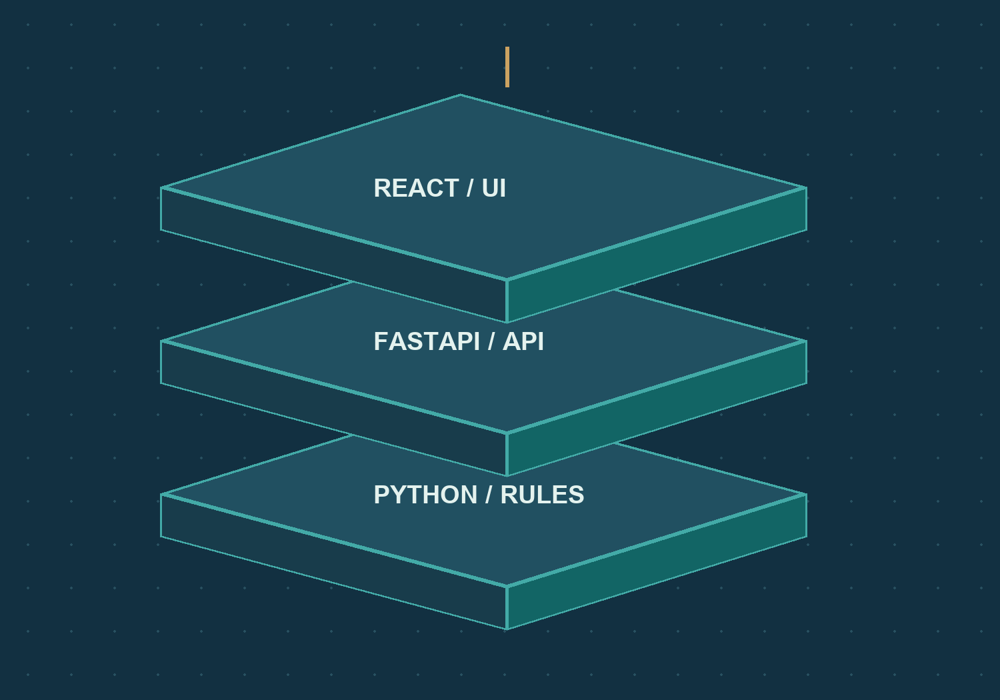 REACT / UI
FASTAPI / API
PYTHON / RULES